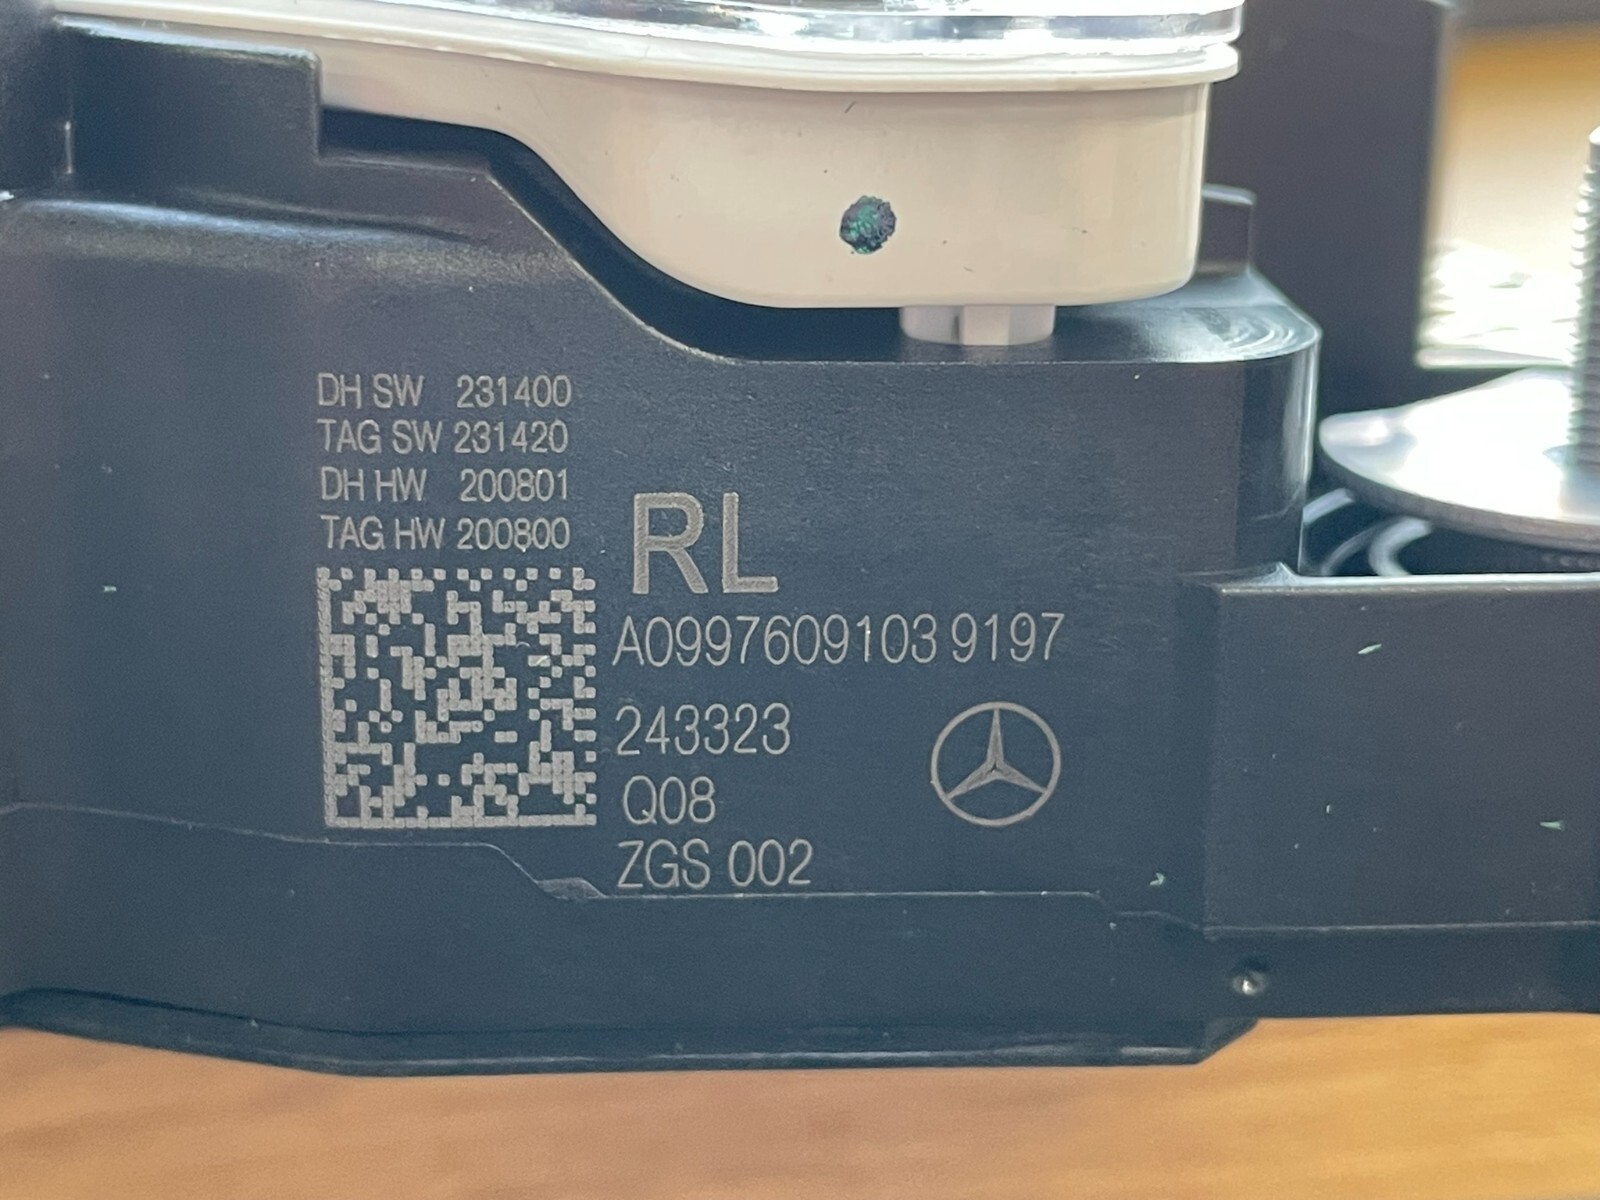 DH SW 231400
TAG SW 231420
DH HW 200801
TAG HW 200800
RL
A0997609103 9197
243323
Q08
ZGS 002